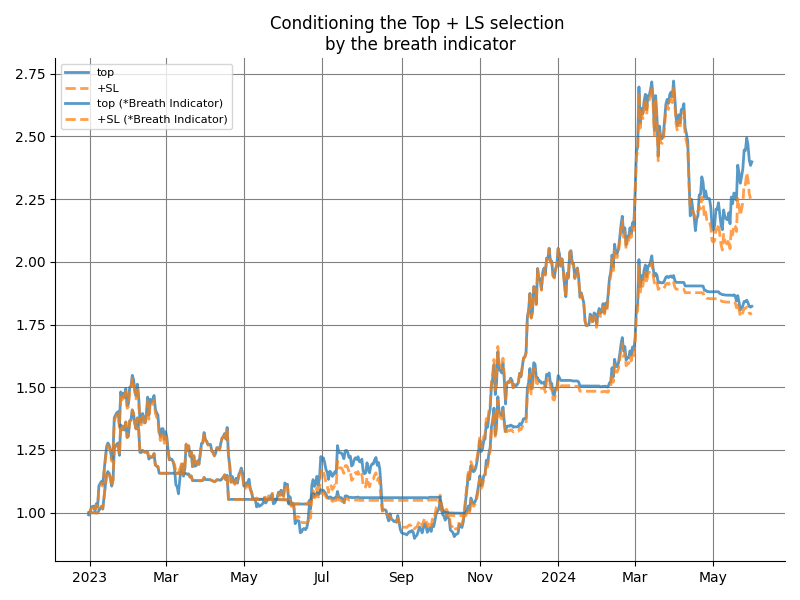 Conditioning the Top + LS selection
by the breath indicator
top
+SL
top (*Breath Indicator)
+SL (*Breath Indicator)
2.75
2.50
2.25
2.00
1.75
1.50
1.25
1.00
2023 Mar May Jul Sep Nov 2024 Mar May